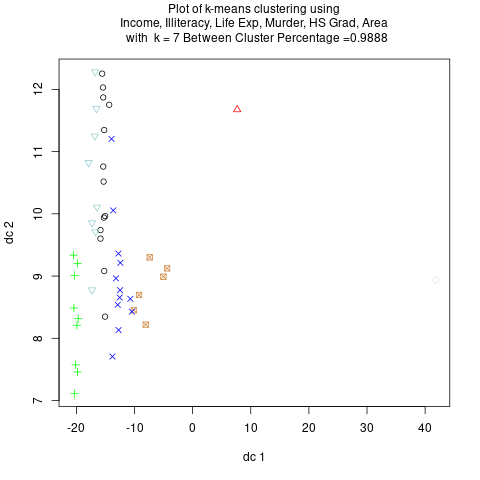 Plot of k-means clustering using
Income, Illiteracy, Life Exp, Murder, HS Grad, Area
with k = 7 Between Cluster Percentage =0.9888
12
11
10
9
8
7
dc 2
-20
-10
0
10
20
30
40
dc 1